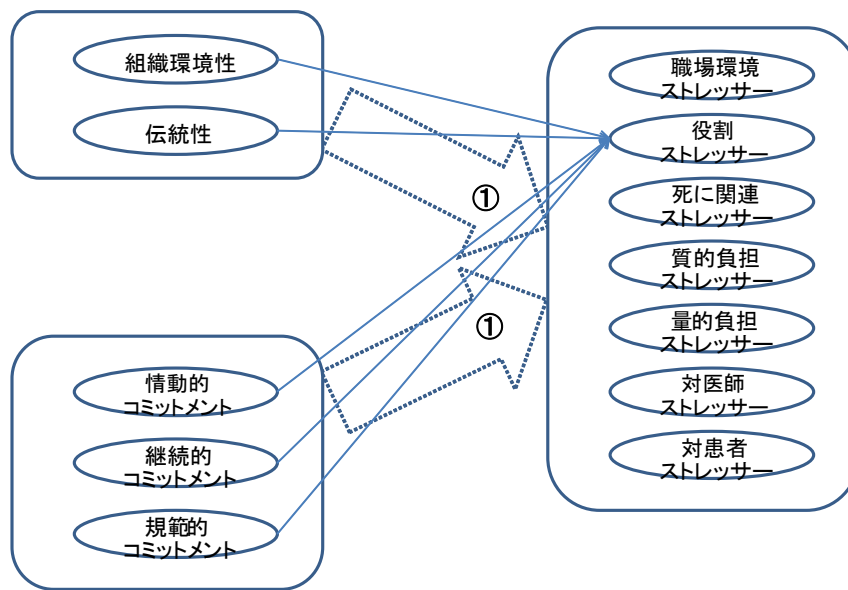 組織環境性
伝統性
①
①
情動的
コミットメント
継続的
コミットメント
規範的
コミットメント
職場環境
ストレッサー
役割
ストレッサー
死に関連
ストレッサー
質的負担
ストレッサー
量的負担
ストレッサー
対医師
ストレッサー
対患者
ストレッサー